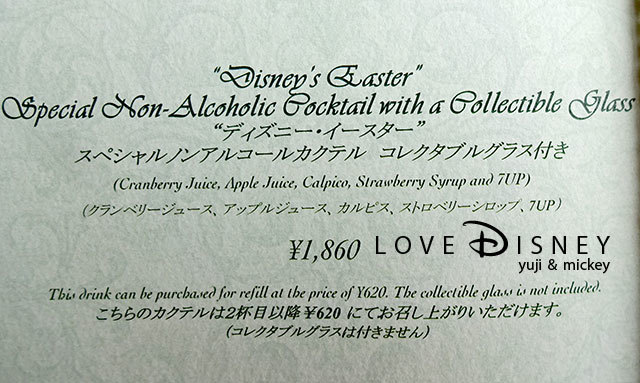 "Disney's Easter"
Special Non-Alcoholic Cocktail with a Collectible Glass
"ディズニー・イースター"
スペシャルノンアルコールカクテル コレクタブルグラス付き
(Cranberry Juice, Apple Juice, Calpico, Strawberry Syrup and 7UP)
(クランベリージュース、アップルジュース、カルピス、ストロベリーシロップ、7UP)
¥1,860
LOVE DISNEY
yuji & mickey
This drink can be purchased for refill at the price of ¥620. The collectible glass is not included.
こちらのカクテルは2杯目以降¥620にてお召し上がりいただけます。
(コレクタブルグラスは付きません)